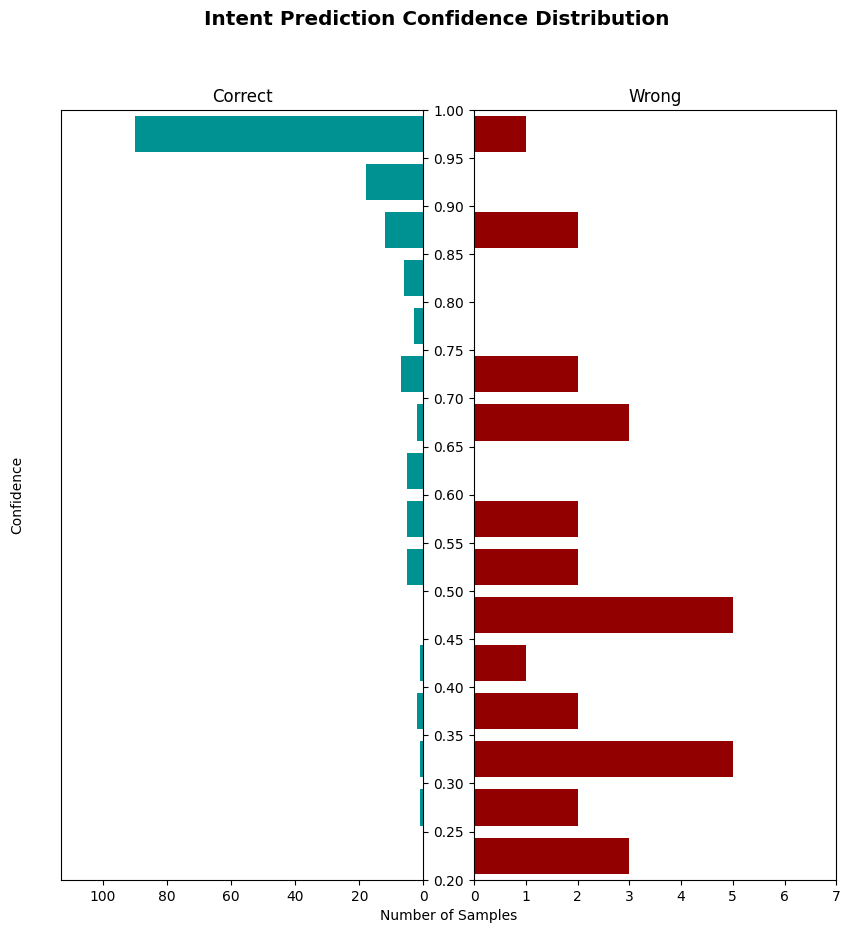 Intent Prediction Confidence Distribution
Correct
Wrong
1.00
0.95
0.90
0.85
0.80
0.75
0.70
0.65
0.60
0.55
0.50
0.45
0.40
0.35
0.30
0.25
0.20
Confidence
100 80 60 40 20 0
0 1 2 3 4 5 6 7
Number of Samples